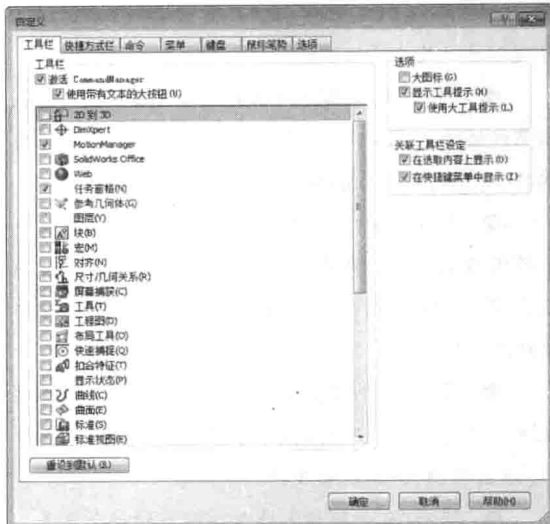 自定义
工具栏 快捷方式栏 命令 菜单 键盘 鼠标笔势 选项
工具栏
激活 CommandManager
使用带有文本的大按钮(U)
2D 到 3D
DimXpert
MotionManager
SolidWorks Office
Web
任务窗格(N)
参考几何体(G)
图层(Y)
块(B)
宏(M)
对齐(N)
尺寸/几何关系(R)
屏幕捕获(C)
工具(T)
工程图(D)
布局工具(O)
快速捕捉(Q)
扣合特征(T)
显示状态(P)
曲线(C)
曲面(E)
标准(S)
标准视图(E)
重设到默认(R)
选项
大图标(G)
显示工具提示(H)
使用大工具提示(L)
关联工具栏设定
在选取内容上显示(D)
在快捷键菜单中显示(I)
确定
取消
帮助(H)